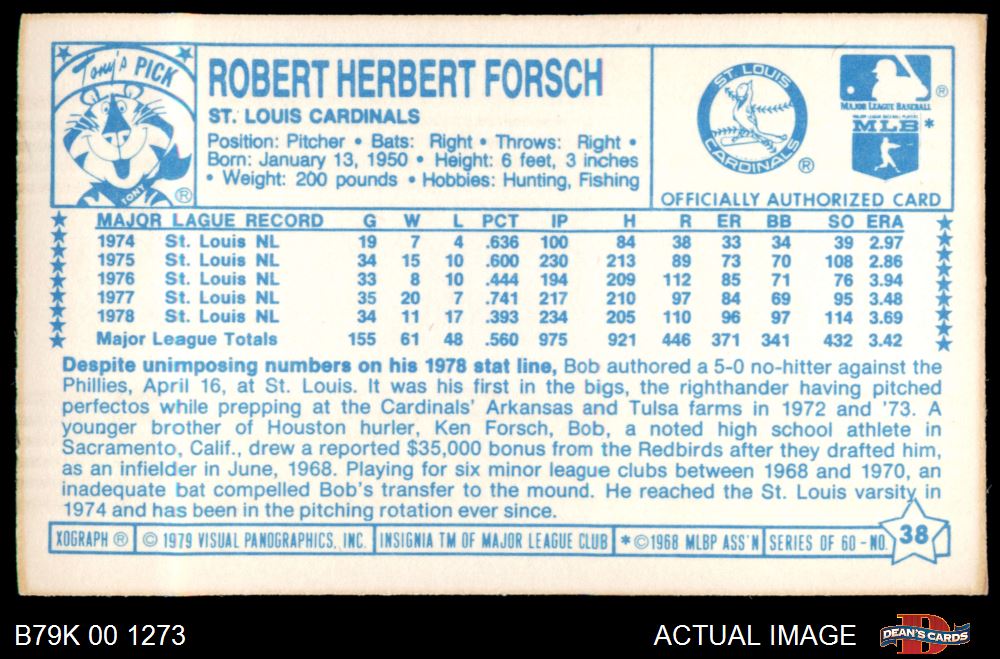 Tony's PICK
TONY
®
ROBERT HERBERT FORSCH
ST. LOUIS CARDINALS
Position: Pitcher • Bats: Right • Throws: Right •
Born: January 13, 1950 • Height: 6 feet, 3 inches
• Weight: 200 pounds • Hobbies: Hunting, Fishing
ST. LOUIS
CARDINALS
®
®
MAJOR LEAGUE BASEBALL
MLB *
OFFICIALLY AUTHORIZED CARD
MAJOR LAGUE RECORD G W L PCT IP H R ER BB SO ERA
1974 St. Louis NL 19 7 4 .636 100 84 38 33 34 39 2.97
1975 St. Louis NL 34 15 10 .600 230 213 89 73 70 108 2.86
1976 St. Louis NL 33 8 10 .444 194 209 112 85 71 76 3.94
1977 St. Louis NL 35 20 7 .741 217 210 97 84 69 95 3.48
1978 St. Louis NL 34 11 17 .393 234 205 110 96 97 114 3.69
Major League Totals 155 61 48 .560 975 921 446 371 341 432 3.42
Despite unimposing numbers on his 1978 stat line, Bob authored a 5-0 no-hitter against the
Phillies, April 16, at St. Louis. It was his first in the bigs, the righthander having pitched
perfectos while prepping at the Cardinals' Arkansas and Tulsa farms in 1972 and '73. A
younger brother of Houston hurler, Ken Forsch, Bob, a noted high school athlete in
Sacramento, Calif., drew a reported $35,000 bonus from the Redbirds after they drafted him,
as an infielder in June, 1968. Playing for six minor league clubs between 1968 and 1970, an
inadequate bat compelled Bob's transfer to the mound. He reached the St. Louis varsity in
1974 and has been in the pitching rotation ever since.
XOGRAPH ® © 1979 VISUAL PANOGRAPHICS, INC. INSIGNIA TM OF MAJOR LEAGUE CLUB * ©1968 MLBP ASS'N SERIES OF 60 - NO. 38
B79K 00 1273
ACTUAL IMAGE
D
DEAN'S CARDS